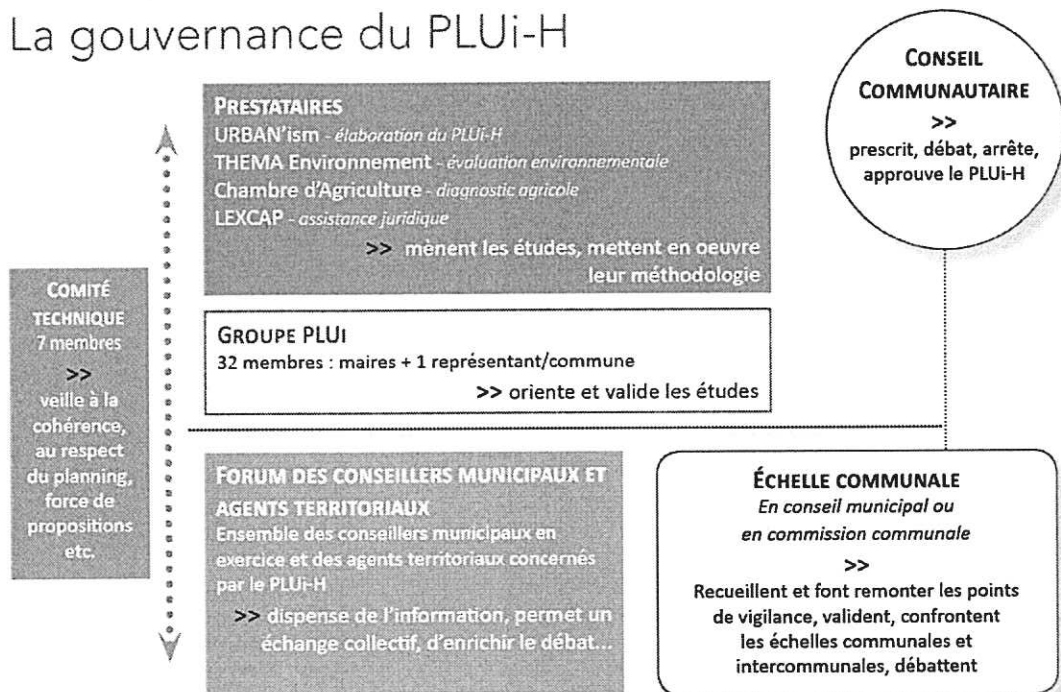 La gouvernance du PLUi-H
CONSEIL
COMMUNAUTAIRE
>>
prescrit, débat, arrête,
approuve le PLUi-H
PRESTATAIRES
URBAN'ism - élaboration du PLUi-H
THEMA Environnement - évaluation environnementale
Chambre d'Agriculture - diagnostic agricole
LEXCAP - assistance juridique
>> mènent les études, mettent en oeuvre
leur méthodologie
COMITÉ
TECHNIQUE
7 membres
>>
veille à la
cohérence,
au respect
du planning,
force de
propositions
etc.
GROUPE PLUI
32 membres : maires + 1 représentant/commune
>> oriente et valide les études
FORUM DES CONSEILLERS MUNICIPAUX ET
AGENTS TERRITORIAUX
Ensemble des conseillers municipaux en
exercice et des agents territoriaux concernés
par le PLUi-H
>> dispense de l'information, permet un
échange collectif, d'enrichir le débat...
ÉCHELLE COMMUNALE
En conseil municipal ou
en commission communale
>>
Recueillent et font remonter les points
de vigilance, valident, confrontent
les échelles communales et
intercommunales, débattent